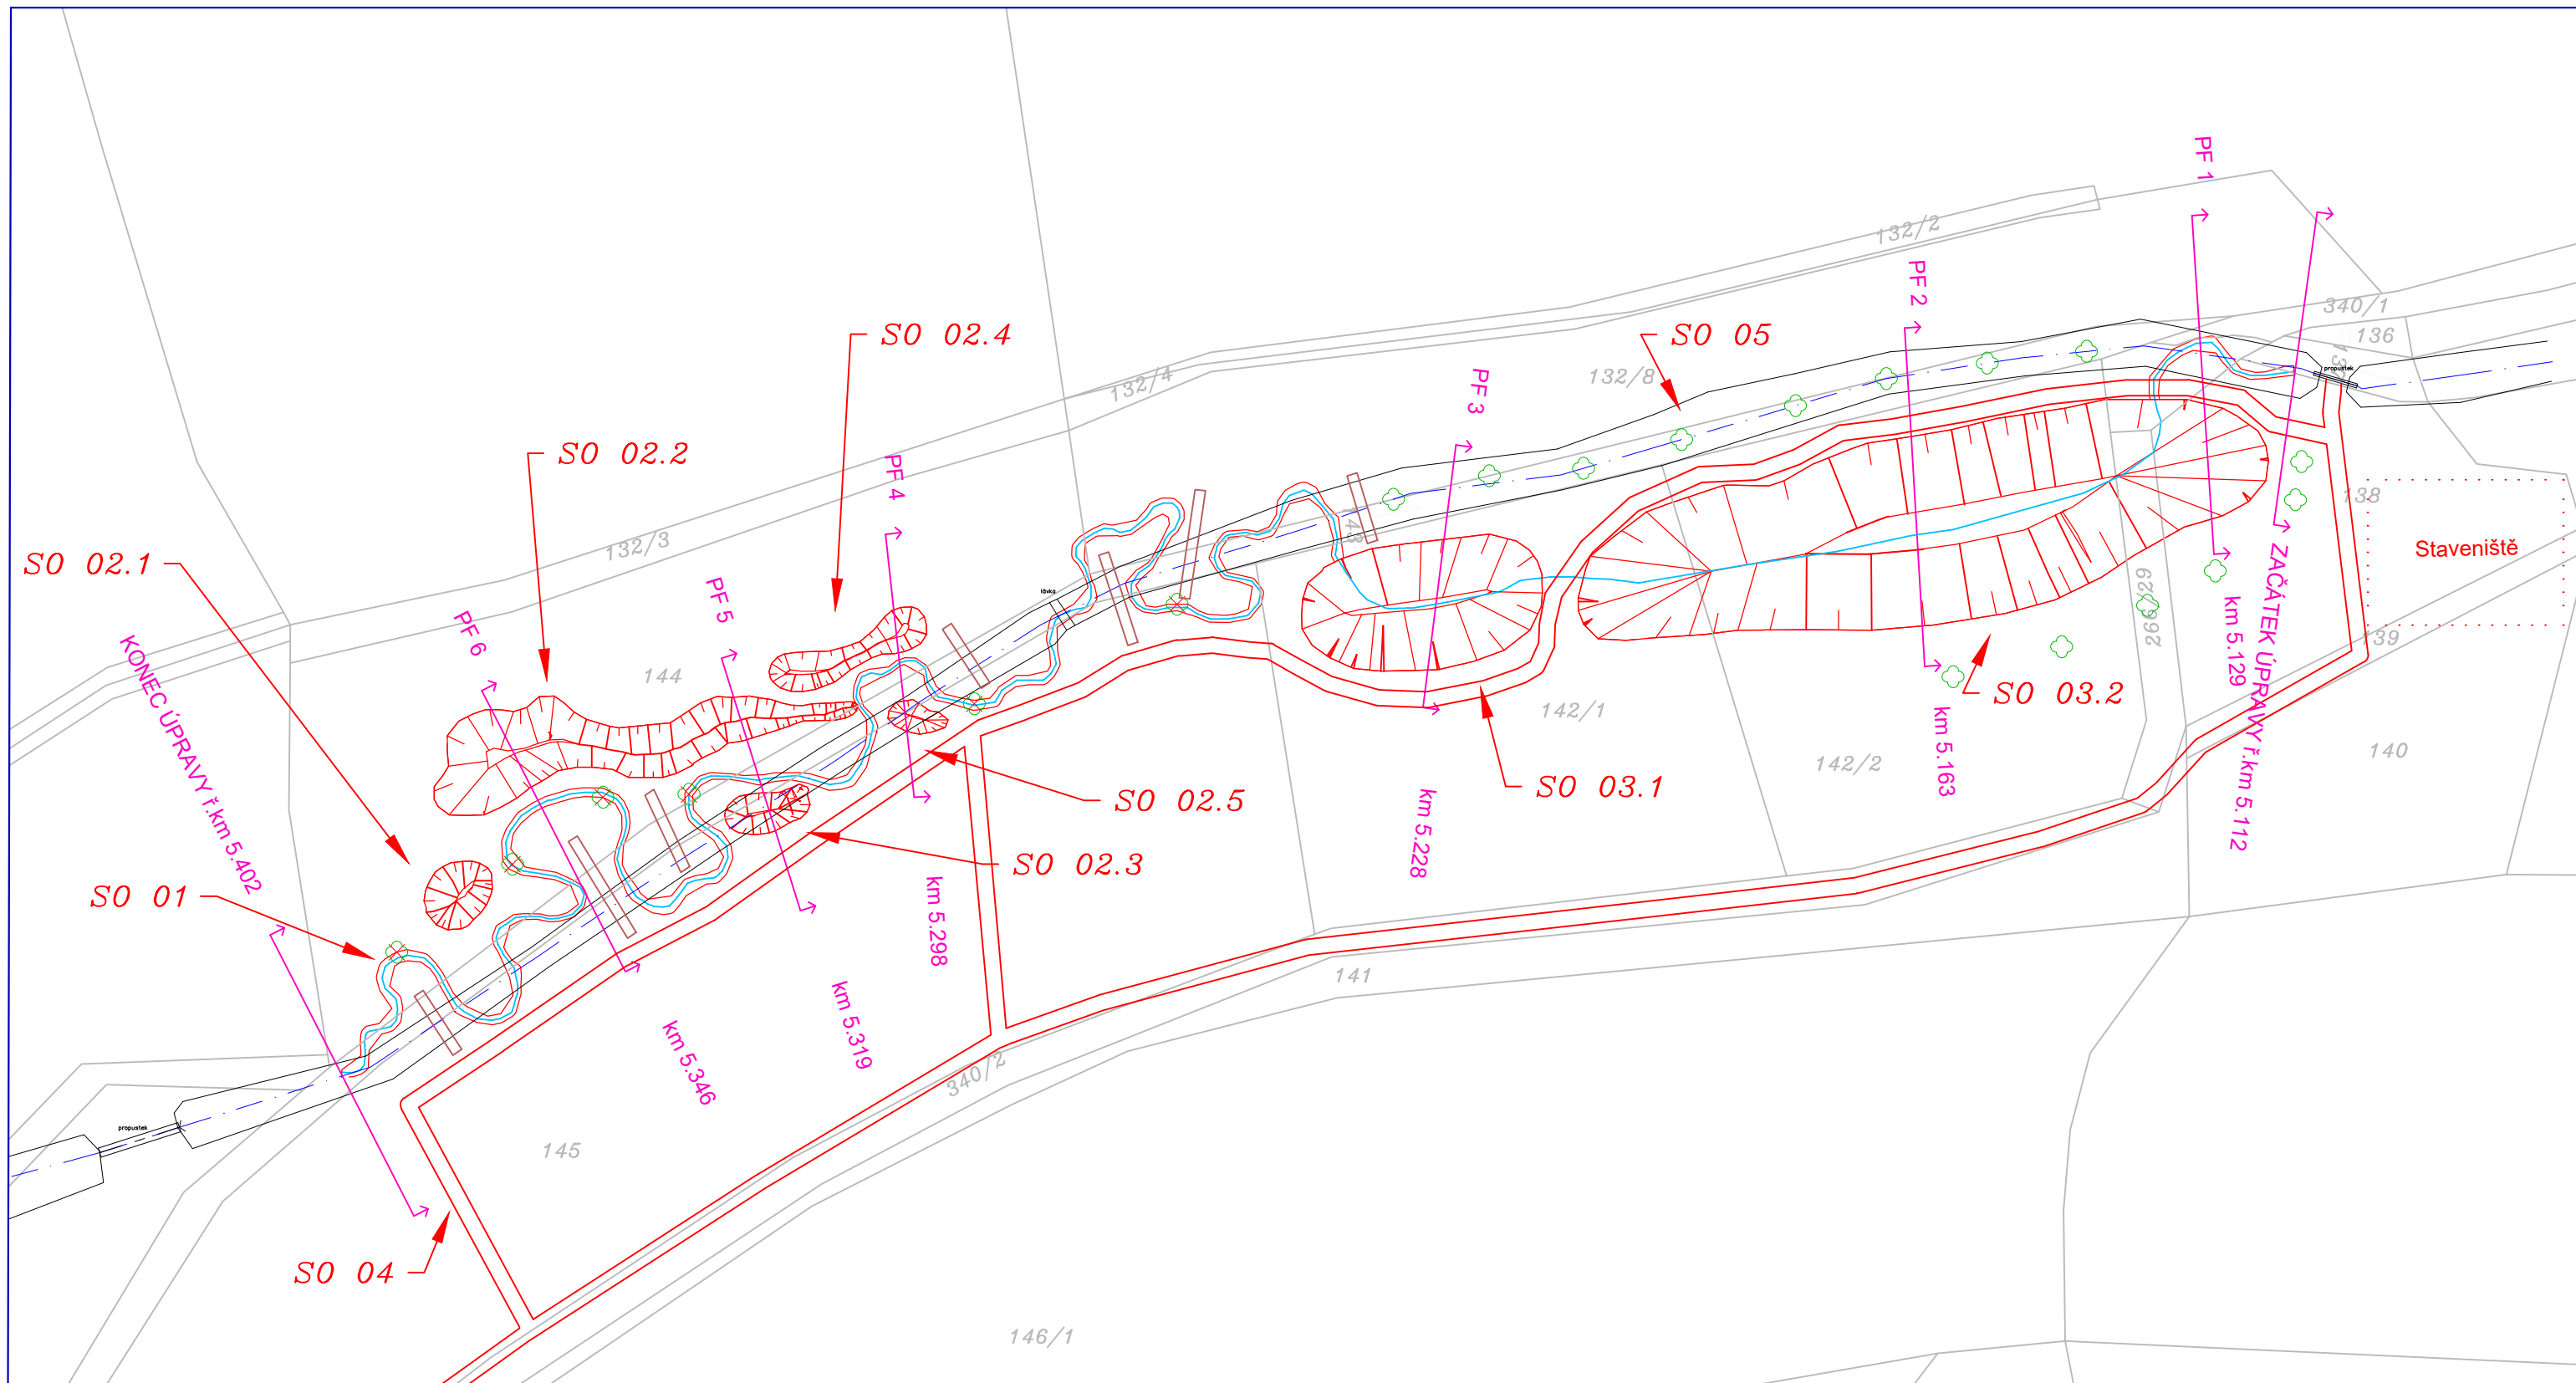 PF 1
132/2
PF 2
340/1
136
SO 02.4
SO 05
propustek
132/8
132/4
PF 3
SO 02.2
PF 4
138
143
132/3
SO 02.1
Staveniště
lávka
PF 5
PF 6
KONEC ÚPRAVY ř.km 5.402
144
ZAČÁTEK ÚPRAVY ř.km 5.112
km 5.129
139
SO 03.2
142/1
km 5.163
140
142/2
SO 03.1
SO 02.5
km 5.228
SO 02.3
SO 01
km 5.298
141
km 5.319
km 5.346
340/2
propustek
145
SO 04
146/1